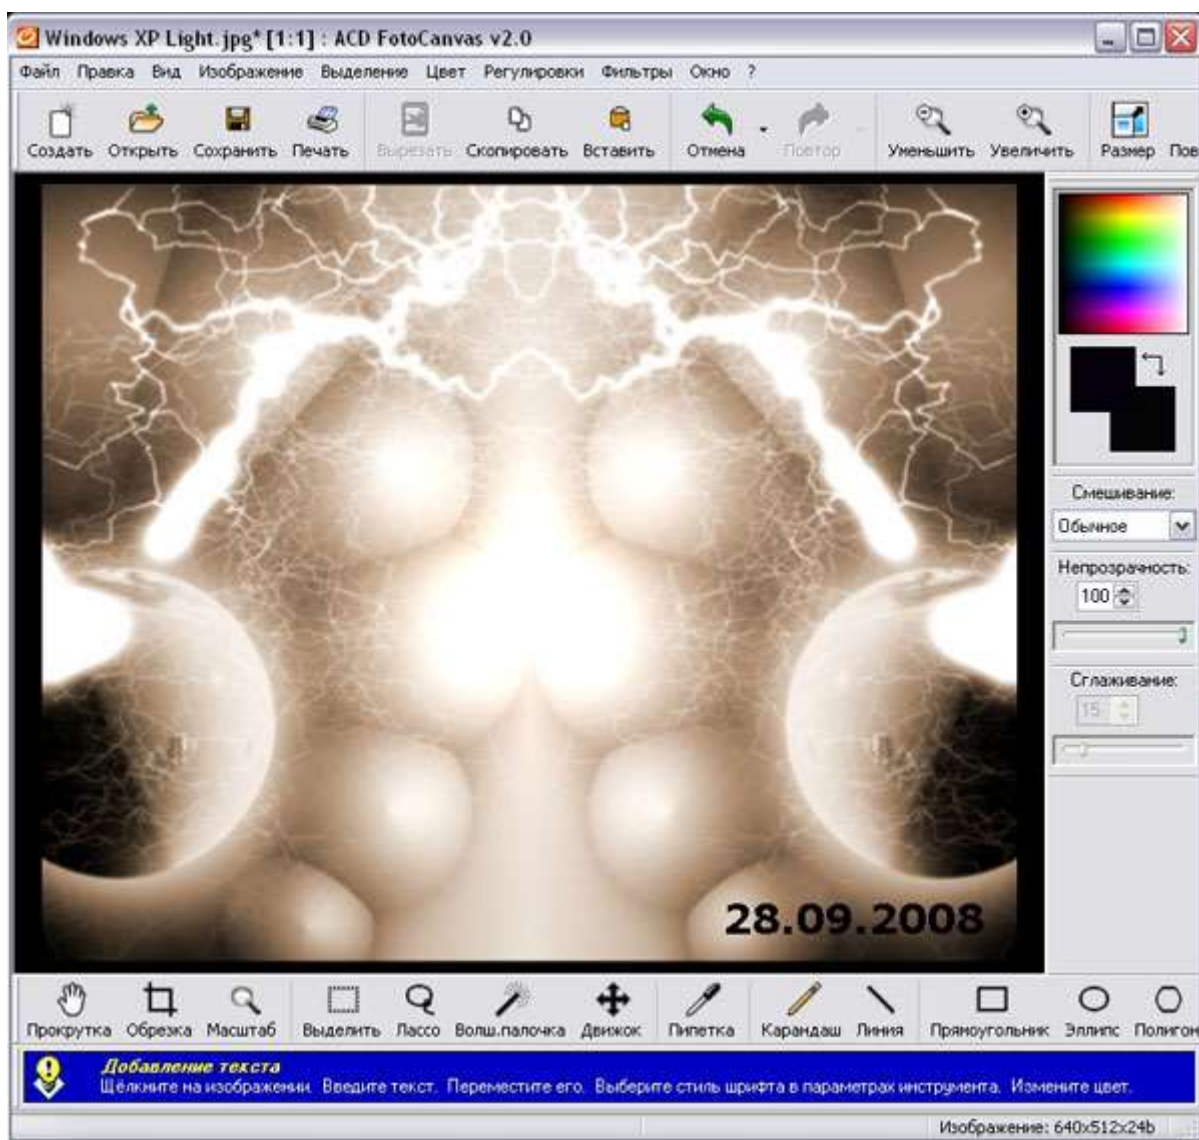 Windows XP Light.jpg* [1:1] : ACD FotoCanvas v2.0
Файл Правка Вид Изображение Выделение Цвет Регулировки Фильтры Окно ?
Создать Открыть Сохранить Печать Вырезать Скопировать Вставить Отмена Повтор Уменьшить Увеличить Размер Пов
Смешивание:
Обычное
Непрозрачность:
100
Сглаживание:
15
28.09.2008
Прокрутка Обрезка Масштаб Выделить Лассо Волш.палочка Движок Пипетка Карандаш Линия Прямоугольник Эллипс Полигон
Добавление текста
Щёлкните на изображении. Введите текст. Переместите его. Выберите стиль шрифта в параметрах инструмента. Измените цвет.
Изображение: 640x512x24b